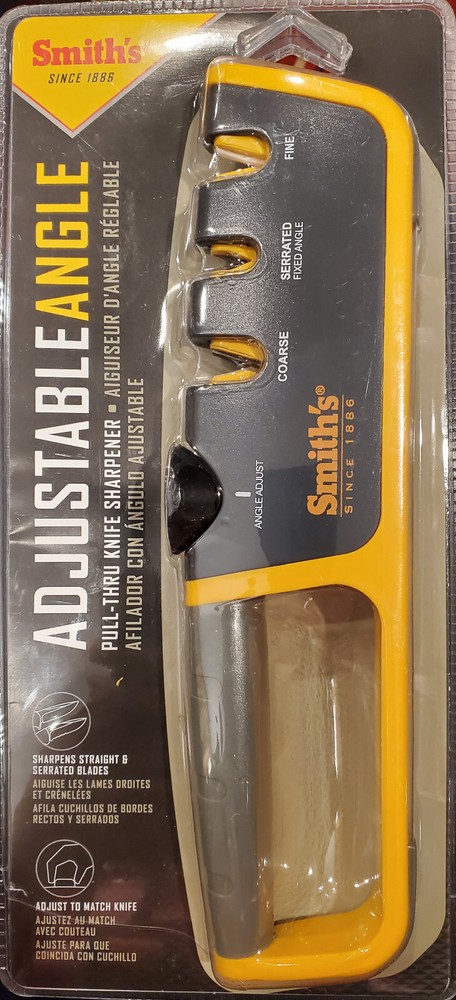 Smith's
SINCE 1886
ADJUSTABLE ANGLE
PULL-THRU KNIFE SHARPENER ▪ AIGUISEUR D'ANGLE RÉGLABLE
AFILADOR CON ÁNGULO AJUSTABLE
FINE
SERRATED
FIXED ANGLE
COARSE
ANGLE ADJUST
Smith's®
SINCE 1886
SHARPENS STRAIGHT &
SERRATED BLADES
AIGUISE LES LAMES DROITES
ET CRÉNELÉES
AFILA CUCHILLOS DE BORDES
RECTOS Y SERRADOS
ADJUST TO MATCH KNIFE
AJUSTEZ AU MATCH
AVEC COUTEAU
AJUSTE PARA QUE
COINCIDA CON CUCHILLO